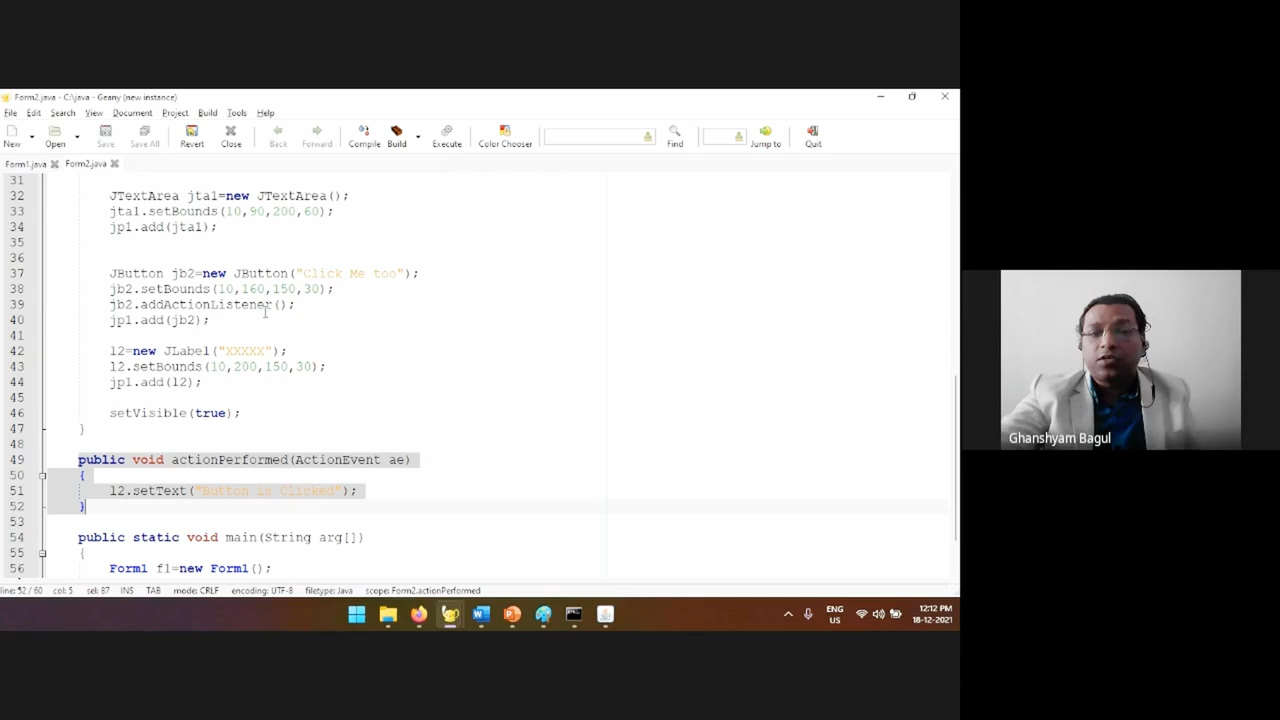 Form2.java - C:\java - Geany (new instance)
File Edit Search View Document Project Build Tools Help
New Open Save Save All Revert Close Back Forward Compile Build Execute Color Chooser Find Jump to Quit
Form1.java Form2.java
31
32 JTextArea jta1=new JTextArea();
33 jta1.setBounds(10,90,200,60);
34 jp1.add(jta1);
35
36
37 JButton jb2=new JButton("Click Me too");
38 jb2.setBounds(10,160,150,30);
39 jb2.addActionListener();
40 jp1.add(jb2);
41
42 l2=new JLabel("XXXXX");
43 l2.setBounds(10,200,150,30);
44 jp1.add(l2);
45
46 setVisible(true);
47 }
48
49 public void actionPerformed(ActionEvent ae)
50 {
51 l2.setText("Button is Clicked");
52 }
53
54 public static void main(String arg[])
55 {
56 Form1 f1=new Form1();
line: 52 / 60 col: 5 sel: 87 INS TAB mode: CRLF encoding: UTF-8 filetype: Java scope: Form2.actionPerformed
ENG
US
12:12 PM
18-12-2021
Ghanshyam Bagul